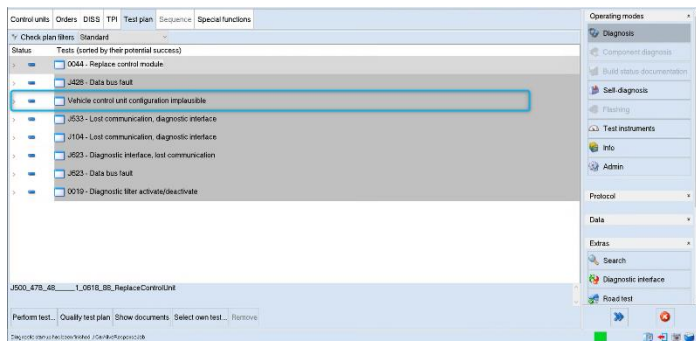 Control units Orders DISS TPI Test plan Sequence Special functions
Check plan filters Standard
Status Tests (sorted by their potential success)
0044 - Replace control module
J428 - Data bus fault
Vehicle control unit configuration implausible
J533 - Lost communication, diagnostic interface
J104 - Lost communication, diagnostic interface
J623 - Diagnostic interface, lost communication
J623 - Data bus fault
0019 - Diagnostic filter activate/deactivate
J500_47B_48_____1_0618_88_ReplaceControlUnit
Perform test... Qualify test plan Show documents Select own test... Remove
Operating modes
Diagnosis
Component diagnosis
Build status documentation
Self-diagnosis
Flashing
Test instruments
Info
Admin
Protocol
Data
Extras
Search
Diagnostic interface
Road test